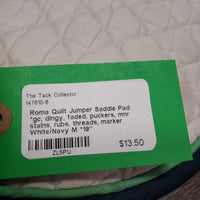 The Tack Collector
147610-8
Roma Quilt Jumper Saddle Pad
*gc, dingy, faded, puckers, mnr
stains, rubs, threads, marker
White/Navy M *19"
$13.50
ZL5P1J